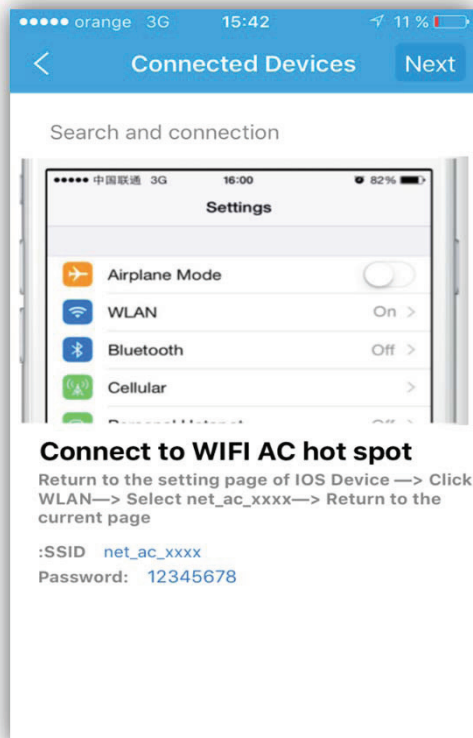 orange 3G 15:42 11 %
Connected Devices Next
Search and connection
中国联通 3G 16:00 82%
Settings
Airplane Mode
WLAN On >
Bluetooth Off >
Cellular >
Connect to WIFI AC hot spot
Return to the setting page of IOS Device —> Click
WLAN—> Select net_ac_xxxx—> Return to the
current page
:SSID net_ac_xxxx
Password: 12345678